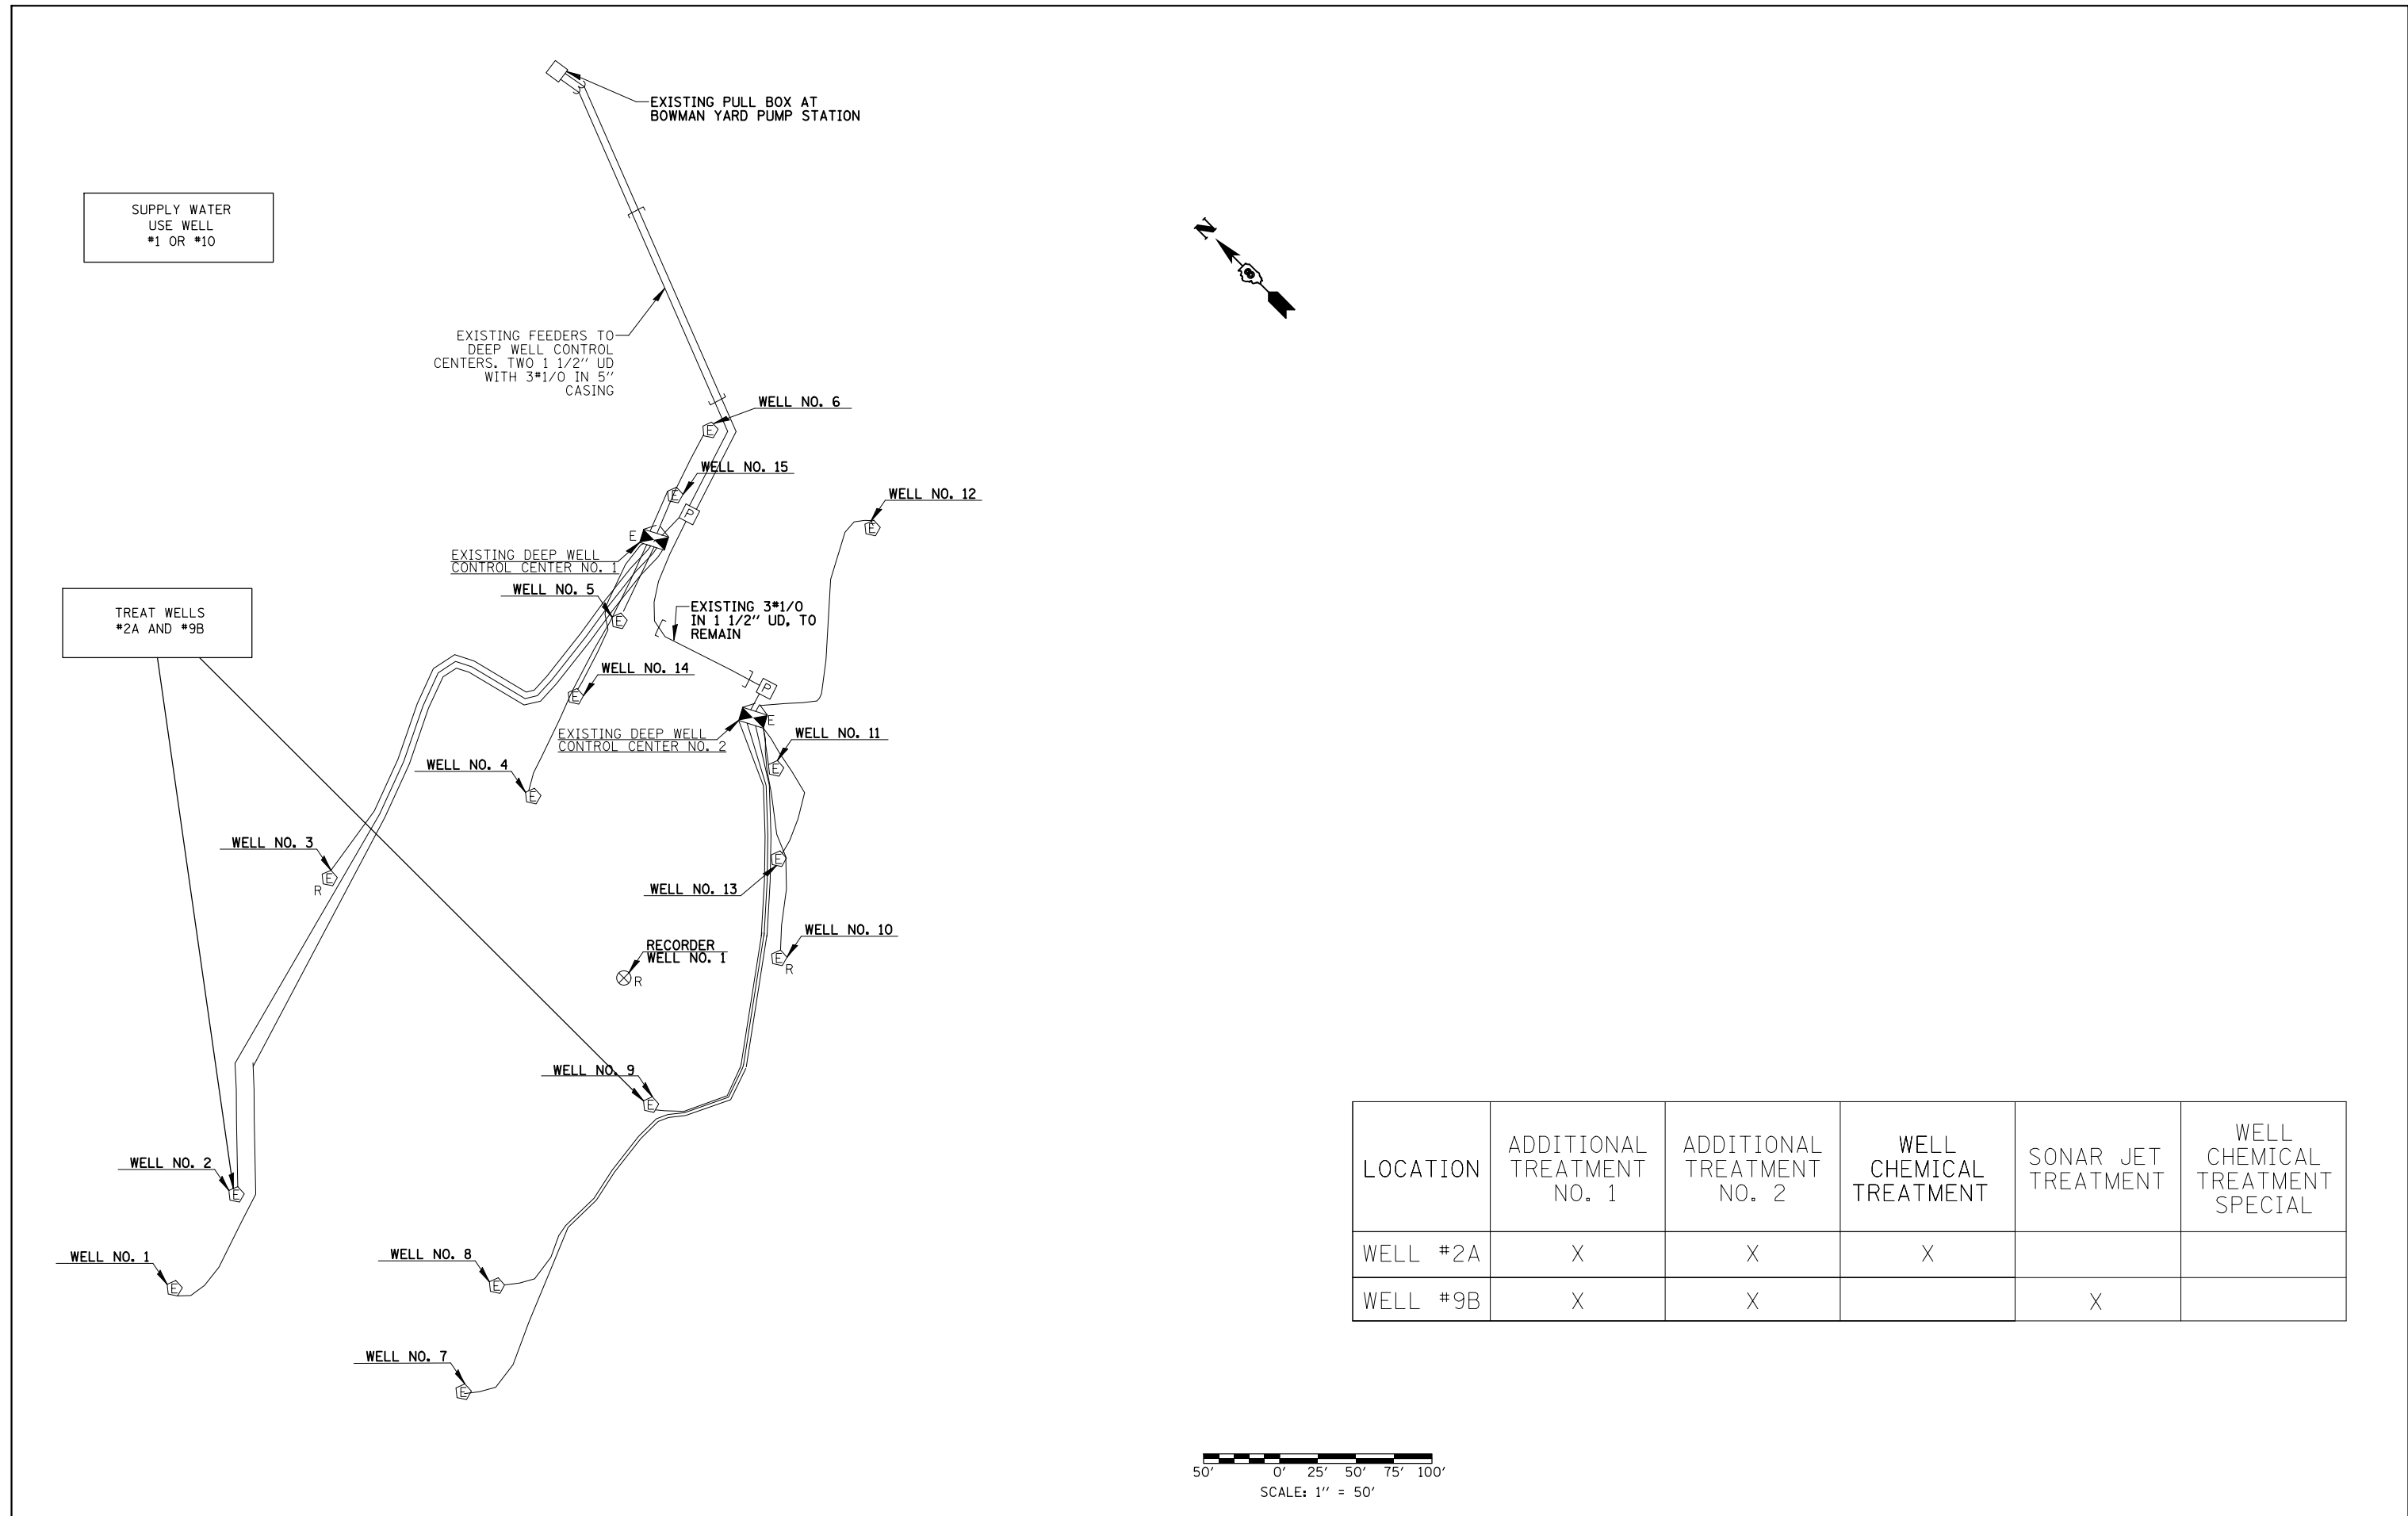 EXISTING PULL BOX AT
BOWMAN YARD PUMP STATION
SUPPLY WATER
USE WELL
#1 OR #10
N
8
EXISTING FEEDERS TO
DEEP WELL CONTROL
CENTERS. TWO 1 1/2" UD
WITH 3#1/0 IN 5"
CASING
WELL NO. 6
E
WELL NO. 15
E
P
WELL NO. 12
E
E
EXISTING DEEP WELL
CONTROL CENTER NO. 1
WELL NO. 5
E
EXISTING 3#1/0
IN 1 1/2" UD, TO
REMAIN
TREAT WELLS
#2A AND #9B
WELL NO. 14
E
P
E
EXISTING DEEP WELL
CONTROL CENTER NO. 2
WELL NO. 11
E
WELL NO. 4
E
WELL NO. 3
E
R
E
WELL NO. 13
WELL NO. 10
E
R
RECORDER
WELL NO. 1
R
WELL NO. 9
E
WELL NO. 2
E
WELL NO. 1
E
WELL NO. 8
E
WELL NO. 7
E
LOCATION
ADDITIONAL
TREATMENT
NO. 1
ADDITIONAL
TREATMENT
NO. 2
WELL
CHEMICAL
TREATMENT
SONAR JET
TREATMENT
WELL
CHEMICAL
TREATMENT
SPECIAL
WELL #2A X X X
WELL #9B X X X
50' 0' 25' 50' 75' 100'
SCALE: 1" = 50'